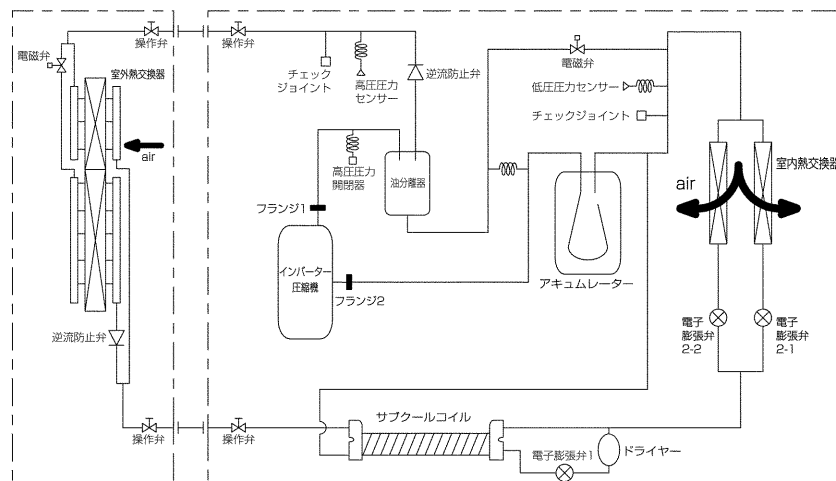 操作弁
操作弁
電磁弁
室外熱交換器
air
逆流防止弁
操作弁
操作弁
チェック
ジョイント
高圧圧力
センサー
逆流防止弁
電磁弁
低圧圧力センサー
チェックジョイント
高圧圧力
開閉器
油分離器
フランジ1
インバーター
圧縮機
フランジ2
アキュムレーター
air
室内熱交換器
電子
膨張弁
2-2
電子
膨張弁
2-1
サブクールコイル
電子膨張弁1
ドライヤー